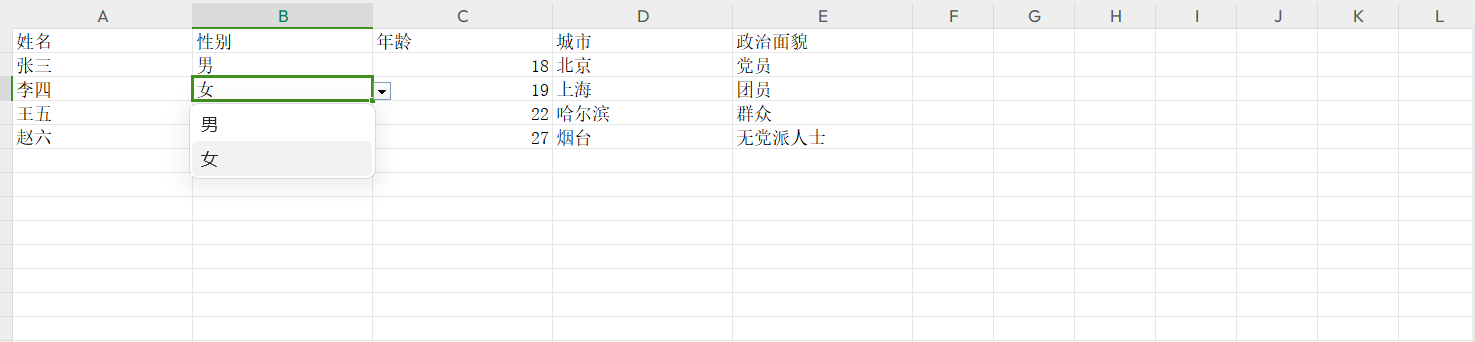 A B C D E F G H I J K L
姓名 性别 年龄 城市 政治面貌
张三 男 18 北京 党员
李四 女 19 上海 团员
王五 22 哈尔滨 群众
男
赵六 27 烟台 无党派人士
女